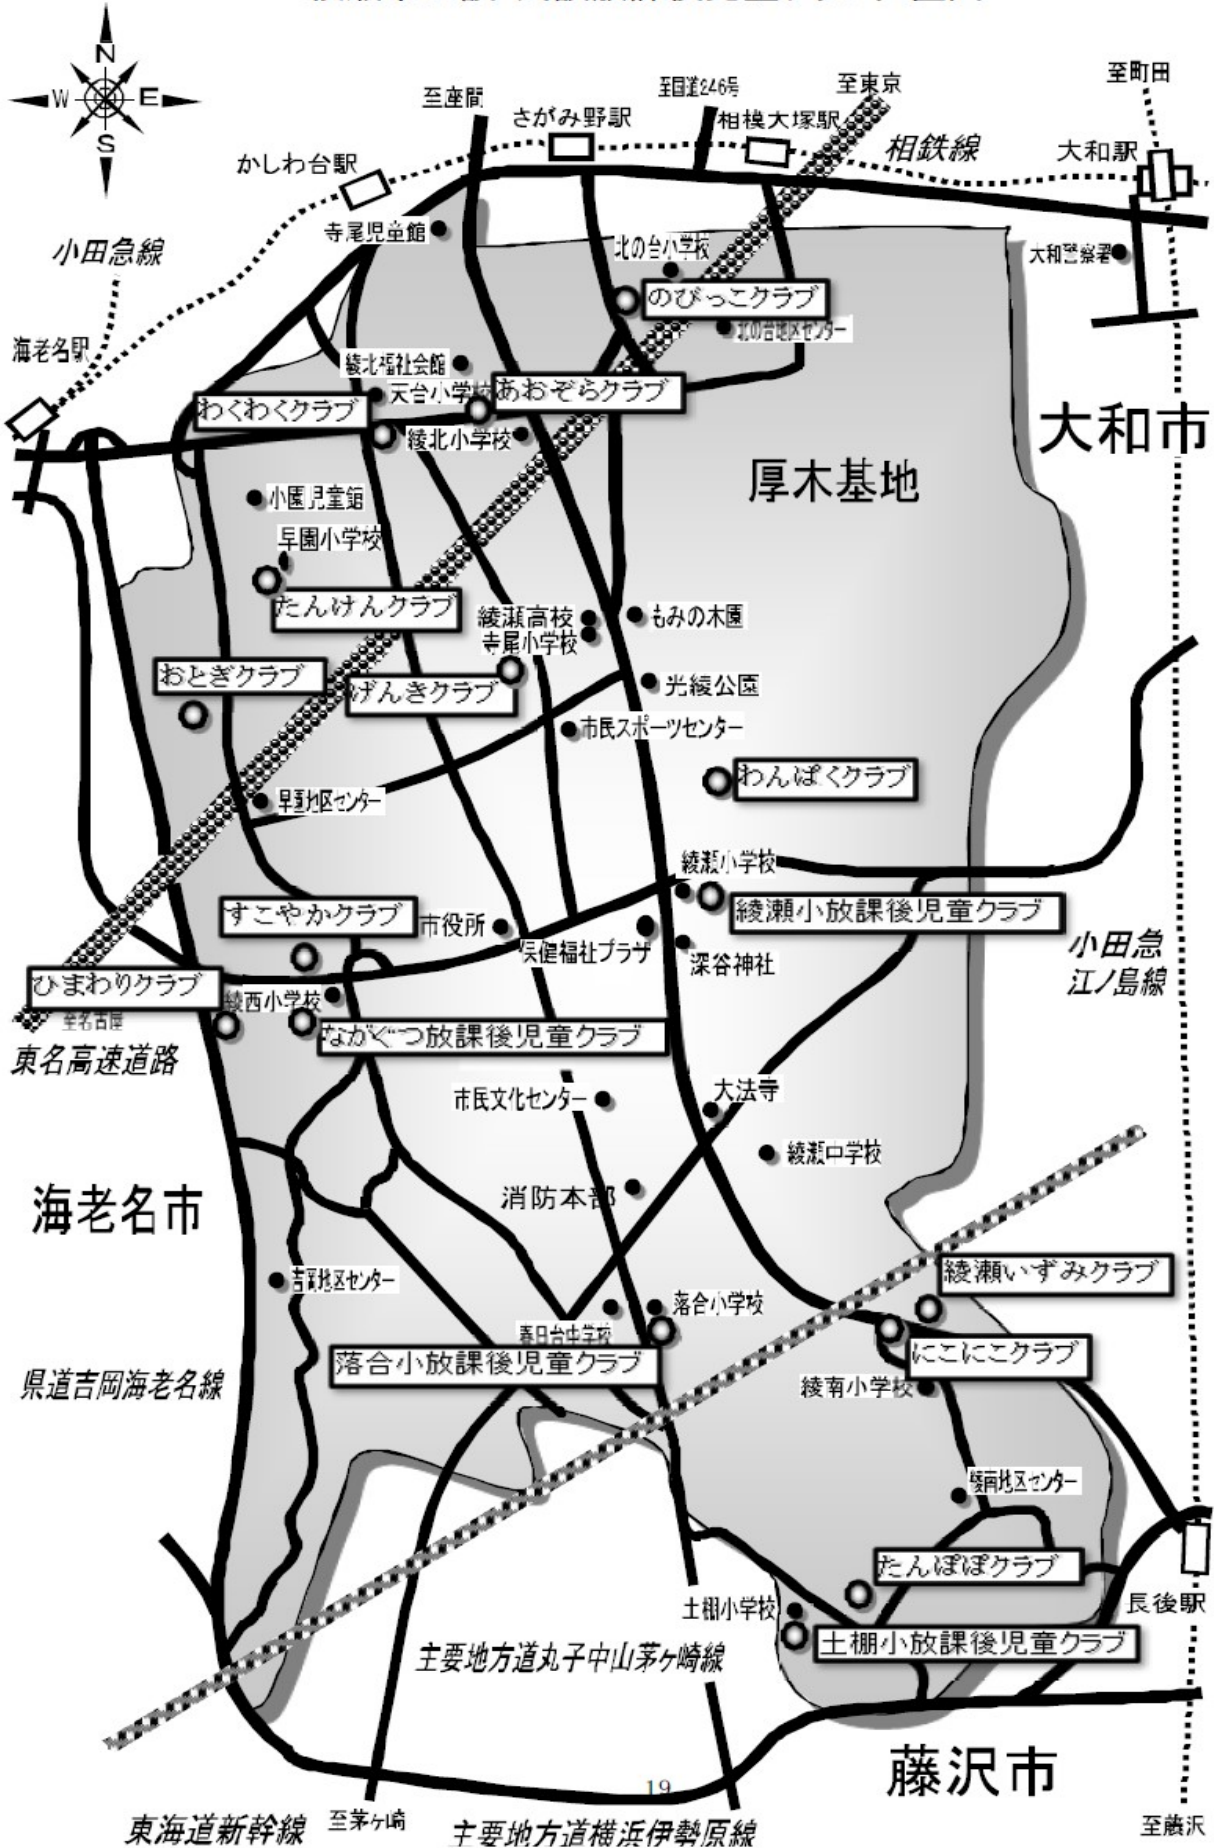 N
W
E
S
至座間
さがみ野駅
至国道246号
相模大塚駅
至東京
至町田
相鉄線
大和駅
かしわ台駅
寺尾児童館
北の台小学校
大和警察署
小田急線
のびっこクラブ
北の台地区センター
海老名駅
綾北福祉会館
天台小学校
あおぞらクラブ
わくわくクラブ
綾北小学校
大和市
厚木基地
小園児童館
早園小学校
たんけんクラブ
綾瀬高校
もみの木園
寺尾小学校
おとぎクラブ
げんきクラブ
光綾公園
市民スポーツセンター
わんぱくクラブ
早園地区センター
綾瀬小学校
すこやかクラブ
市役所
綾瀬小放課後児童クラブ
保健福祉プラザ
深谷神社
小田急
江ノ島線
ひまわりクラブ
綾西小学校
至名古屋
ながぐつ放課後児童クラブ
東名高速道路
市民文化センター
大法寺
綾瀬中学校
海老名市
消防本部
吉岡地区センター
綾瀬いずみクラブ
落合小学校
春日台中学校
にこにこクラブ
落合小放課後児童クラブ
県道吉岡海老名線
綾南小学校
綾南地区センター
たんぽぽクラブ
土棚小学校
長後駅
土棚小放課後児童クラブ
主要地方道丸子中山茅ヶ崎線
藤沢市
19
東海道新幹線
至茅ヶ崎
主要地方道横浜伊勢原線
至藤沢